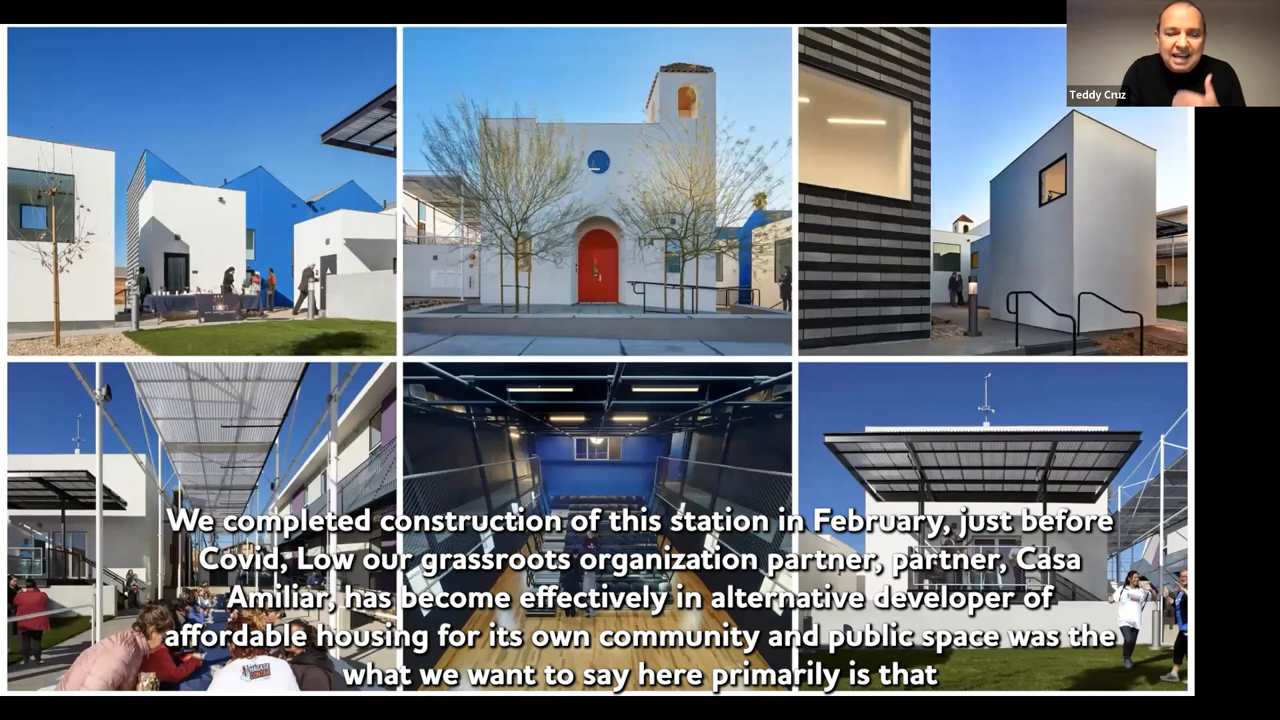 Teddy Cruz
We completed construction of this station in February, just before
Covid, Low our grassroots organization partner, partner, Casa
Amiliar, has become effectively in alternative developer of
affordable housing for its own community and public space was the
what we want to say here primarily is that